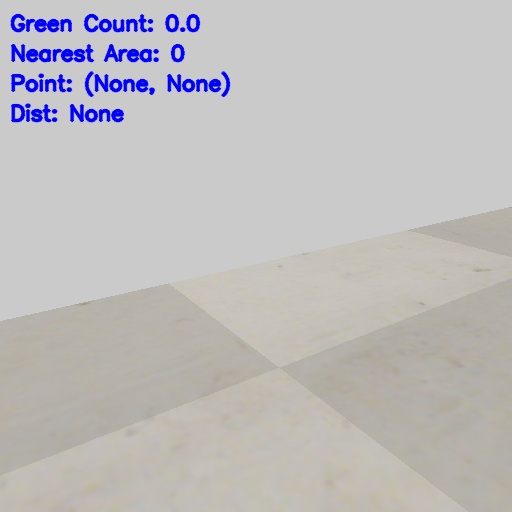 Green Count: 0.0
Nearest Area: 0
Point: (None, None)
Dist: None